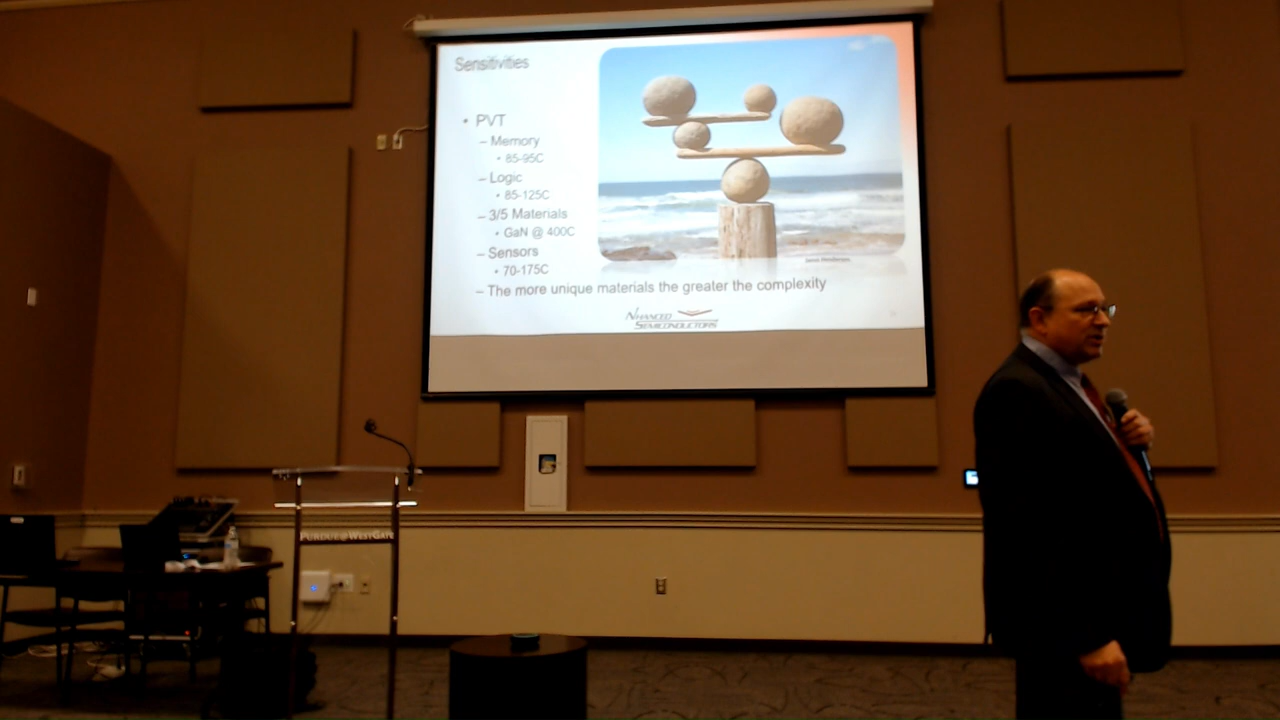 Sensitivities
• PVT
– Memory
• 85-95C
– Logic
• 85-125C
– 3/5 Materials
• GaN @ 400C
– Sensors
• 70-175C
– The more unique materials the greater the complexity
NHANCED
SEMICONDUCTORS
PURDUE@WESTGATE